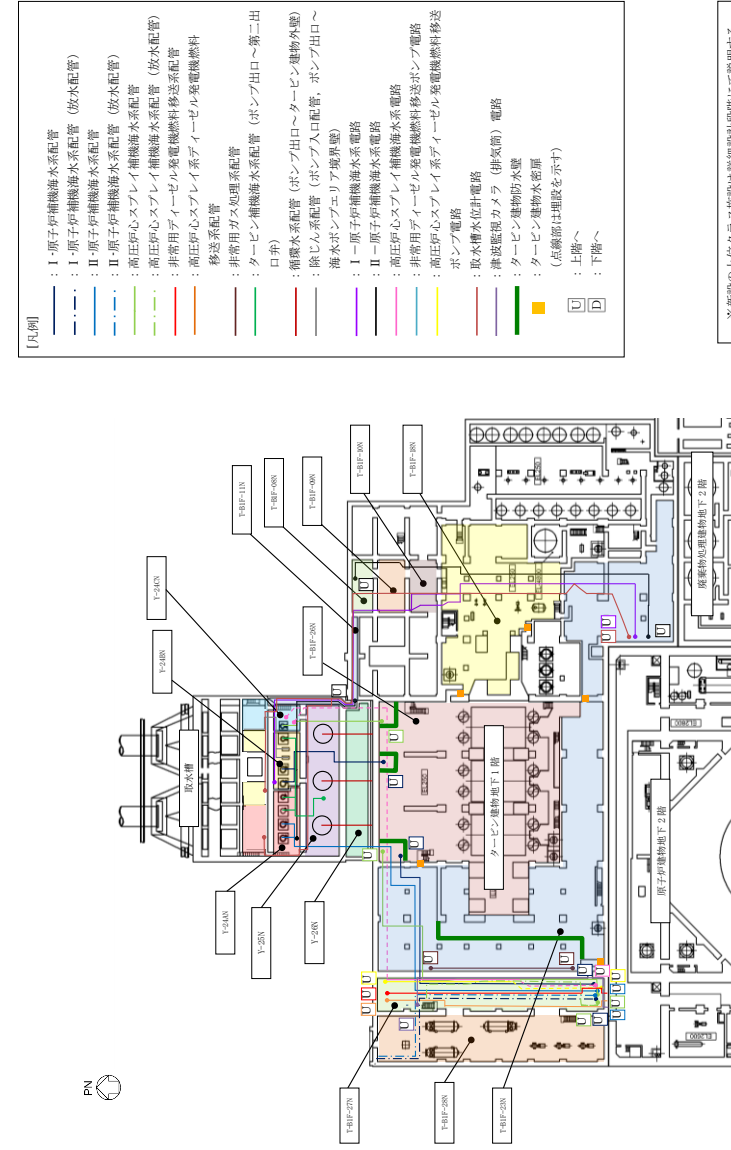 [凡例]
: Ⅰ-原子炉補機海水系配管
: Ⅰ-原子炉補機海水系配管 (放水配管)
: Ⅱ-原子炉補機海水系配管
: Ⅱ-原子炉補機海水系配管 (放水配管)
: 高圧炉心スプレイ補機海水系配管
: 高圧炉心スプレイ補機海水系配管 (放水配管)
: 非常用ディーゼル発電機燃料移送系配管
: 高圧炉心スプレイ系ディーゼル発電機燃料
移送系配管
: 非常用ガス処理系配管
: タービン補機海水系配管 (ポンプ出口～第二出
口弁)
: 循環水系配管 (ポンプ出口～タービン建物外壁)
: 除じん系配管 (ポンプ入口配管, ポンプ出口～
海水ポンプエリア境界壁)
: Ⅰ－原子炉補機海水系電路
: Ⅱ－原子炉補機海水系電路
: 高圧炉心スプレイ補機海水系電路
: 非常用ディーゼル発電機燃料移送ポンプ電路
: 高圧炉心スプレイ系ディーゼル発電機燃料移送
ポンプ電路
: 取水槽水位計電路
: 津波監視カメラ (排気筒) 電路
: タービン建物防水壁
: タービン建物水密扉
(点線部は埋設を示す)
U : 上階へ
D : 下階へ
PN
T-B1F-11N
T-B1F-08N
T-B1F-09N
T-B1F-10N
T-B1F-18N
Y-24CN
Y-24BN
T-B1F-26N
取水槽
Y-24AN
Y-25N
Y-26N
タービン建物地下1階
廃棄物処理建物地下2階
原子炉建物地下2階
T-B1F-27N
T-B1F-28N
T-B1F-23N
EL250
EL2600
EL2600